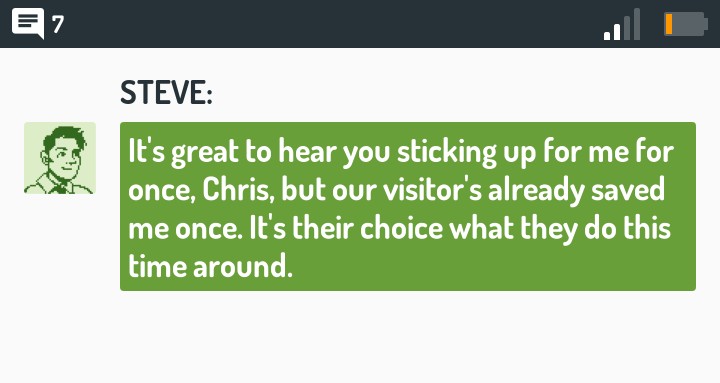 7
STEVE:
It's great to hear you sticking up for me for
once, Chris, but our visitor's already saved
me once. It's their choice what they do this
time around.